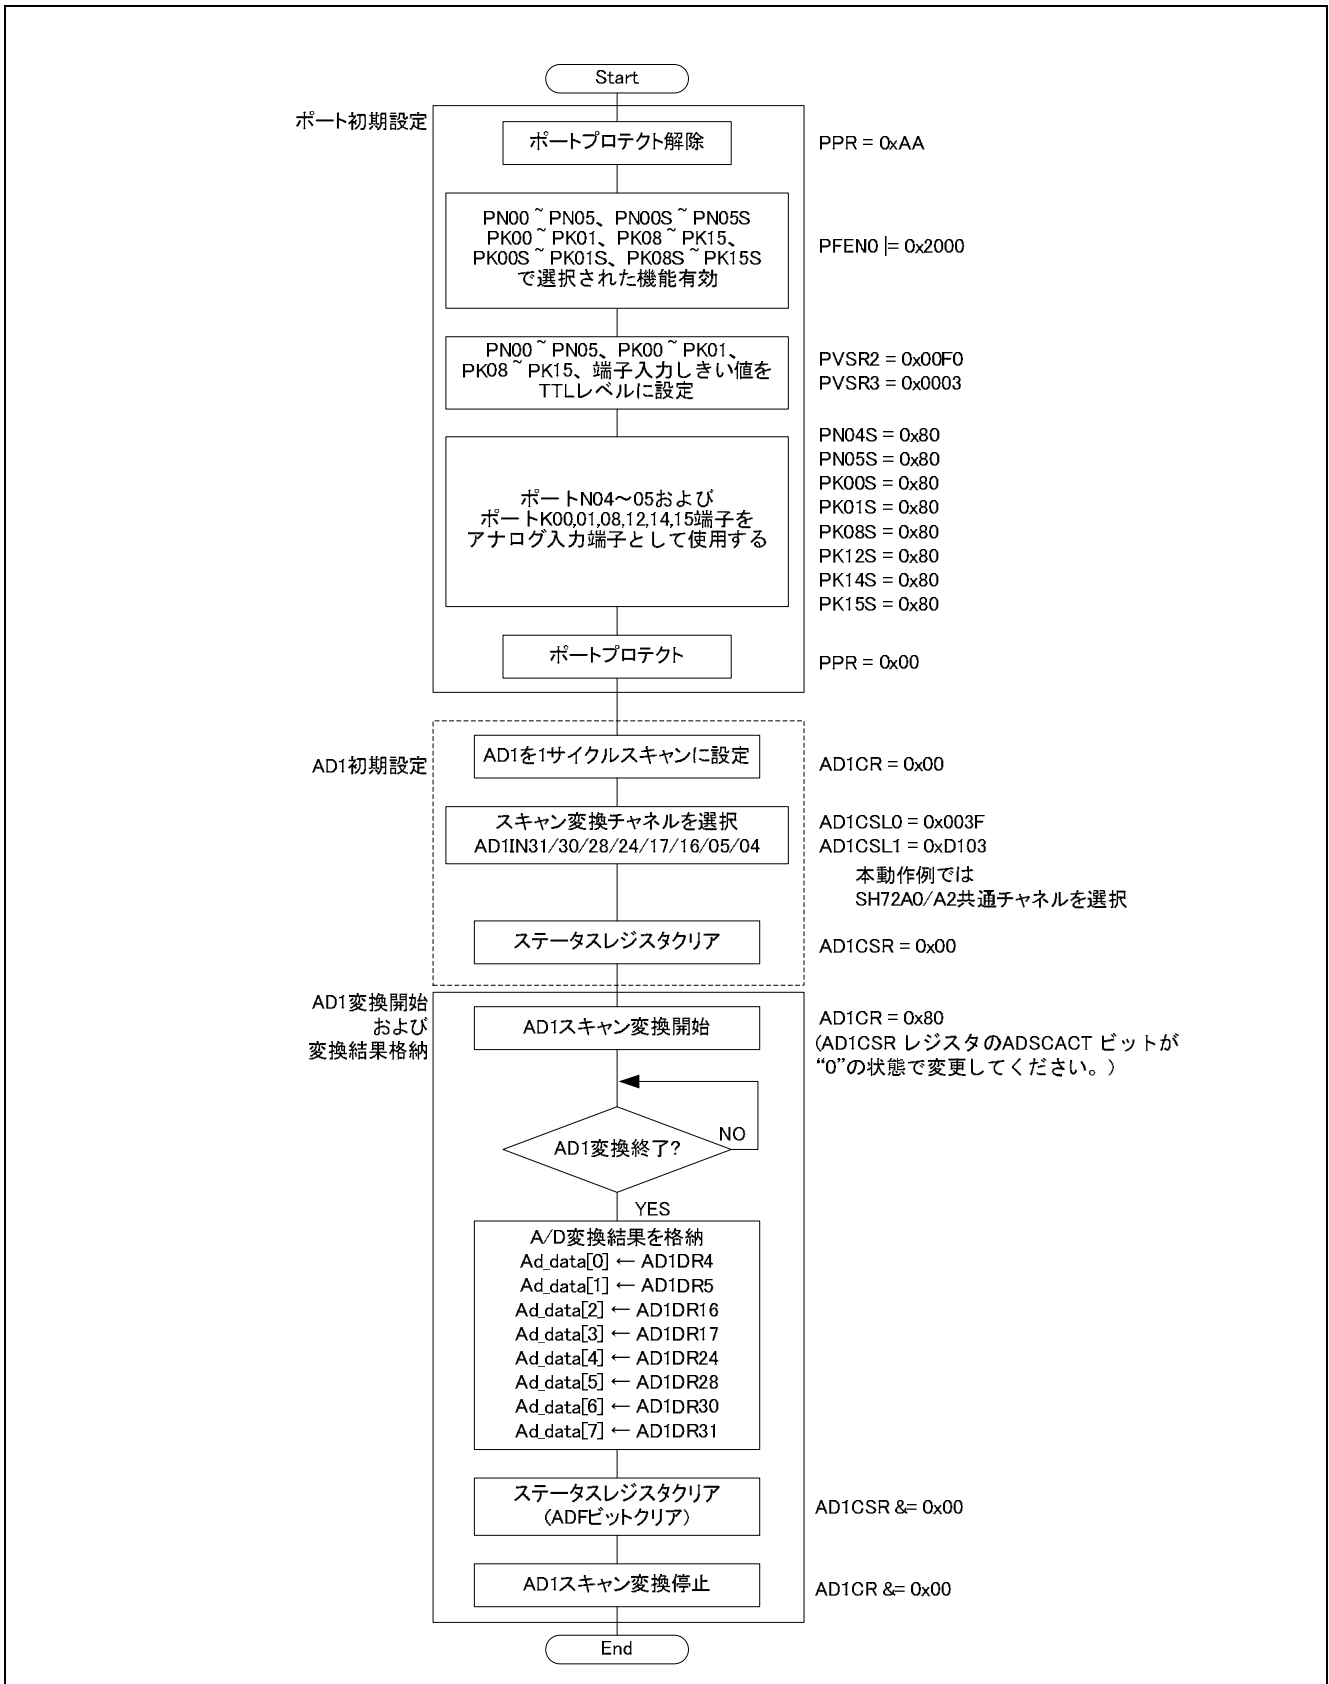 Start
ポート初期設定
ポートプロテクト解除
PPR = 0xAA
PN00~PN05、PN00S~PN05S
PK00~PK01、PK08~PK15、
PK00S~PK01S、PK08S~PK15S
で選択された機能有効
PFEN0 |= 0x2000
PN00~PN05、PK00~PK01、
PK08~PK15、端子入力しきい値を
TTLレベルに設定
PVSR2 = 0x00F0
PVSR3 = 0x0003
ポートN04～05および
ポートK00,01,08,12,14,15端子を
アナログ入力端子として使用する
PN04S = 0x80
PN05S = 0x80
PK00S = 0x80
PK01S = 0x80
PK08S = 0x80
PK12S = 0x80
PK14S = 0x80
PK15S = 0x80
ポートプロテクト
PPR = 0x00
AD1初期設定
AD1を1サイクルスキャンに設定
AD1CR = 0x00
スキャン変換チャネルを選択
AD1IN31/30/28/24/17/16/05/04
AD1CSL0 = 0x003F
AD1CSL1 = 0xD103
本動作例では
SH72A0/A2共通チャネルを選択
ステータスレジスタクリア
AD1CSR = 0x00
AD1変換開始
および
変換結果格納
AD1スキャン変換開始
AD1CR = 0x80
(AD1CSR レジスタのADSCACT ビットが
“0”の状態で変更してください。)
AD1変換終了?
NO
YES
A/D変換結果を格納
Ad_data[0] ← AD1DR4
Ad_data[1] ← AD1DR5
Ad_data[2] ← AD1DR16
Ad_data[3] ← AD1DR17
Ad_data[4] ← AD1DR24
Ad_data[5] ← AD1DR28
Ad_data[6] ← AD1DR30
Ad_data[7] ← AD1DR31
ステータスレジスタクリア
(ADFビットクリア)
AD1CSR &= 0x00
AD1スキャン変換停止
AD1CR &= 0x00
End